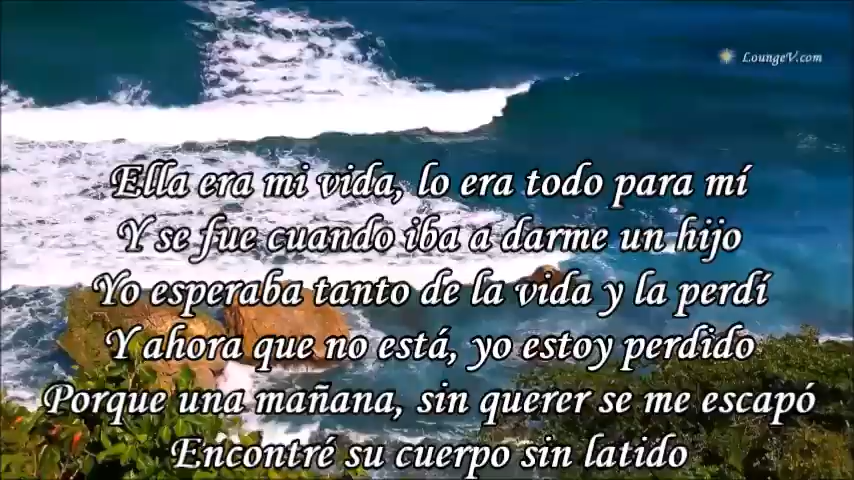 LoungeV.com
Ella era mi vida, lo era todo para mí
Y se fue cuando iba a darme un hijo
Yo esperaba tanto de la vida y la perdí
Y ahora que no está, yo estoy perdido
Porque una mañana, sin querer se me escapó
Encontré su cuerpo sin latido